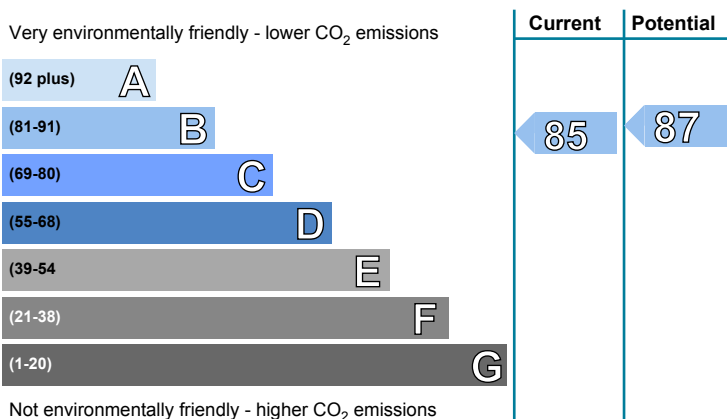 Very environmentally friendly - lower CO2 emissions
Current Potential
(92 plus) A
(81-91) B
85 87
(69-80) C
(55-68) D
(39-54 E
(21-38) F
(1-20) G
Not environmentally friendly - higher CO2 emissions